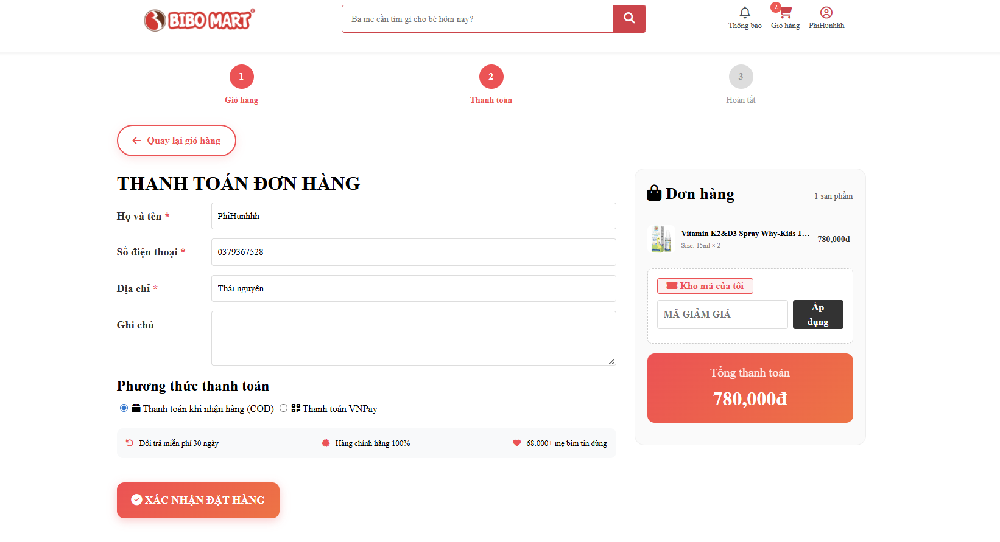 BIBO MART
Ba mẹ cần tìm gì cho bé hôm nay?
Thông báo
2
Giỏ hàng
PhiHunhhh
1
Giỏ hàng
2
Thanh toán
3
Hoàn tất
Quay lại giỏ hàng
THANH TOÁN ĐƠN HÀNG
Họ và tên *
PhiHunhhh
Số điện thoại *
0379367528
Địa chỉ *
Thái nguyên
Ghi chú
Phương thức thanh toán
Thanh toán khi nhận hàng (COD) Thanh toán VNPay
Đổi trả miễn phí 30 ngày
Hàng chính hãng 100%
68.000+ mẹ bỉm tin dùng
XÁC NHẬN ĐẶT HÀNG
Đơn hàng
1 sản phẩm
Vitamin K2&D3 Spray Why-Kids 1...
Size: 15ml × 2
780,000đ
Kho mã của tôi
MÃ GIẢM GIÁ
Áp
dụng
Tổng thanh toán
780,000đ